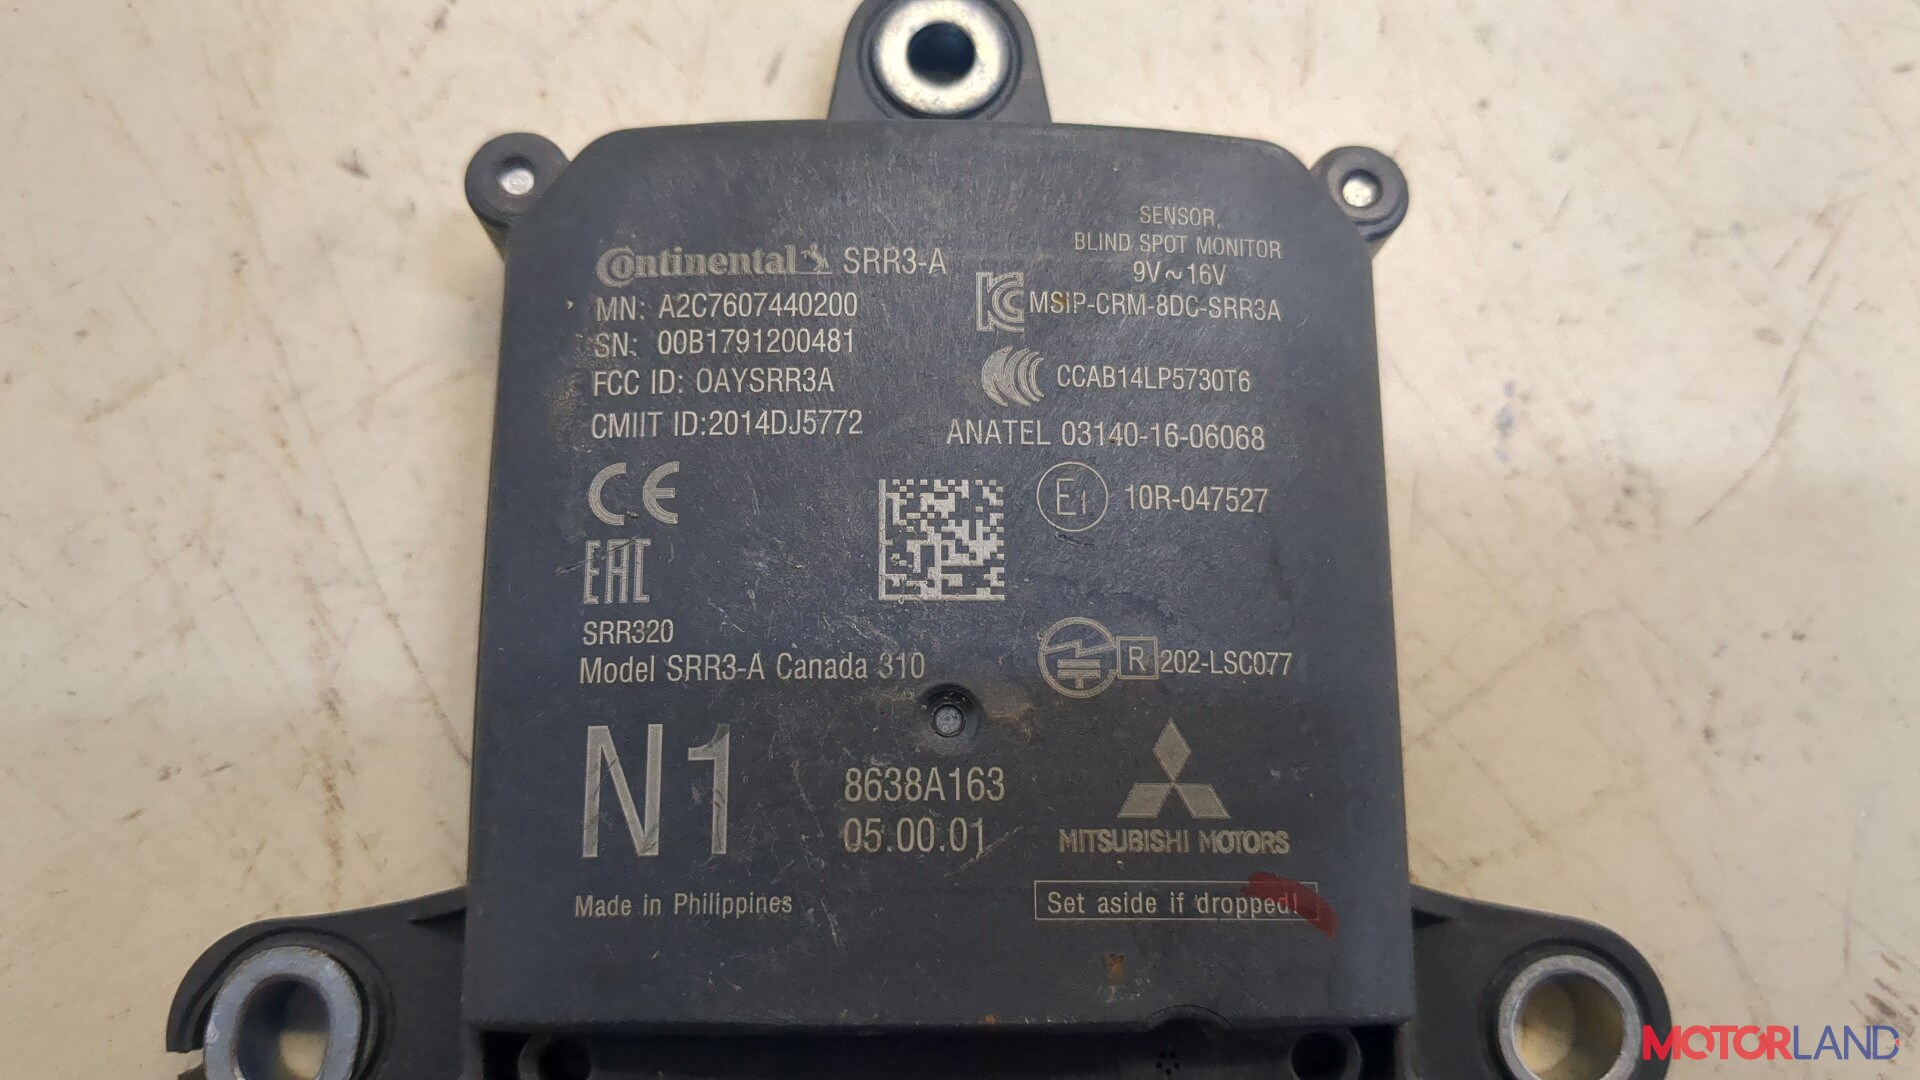 Continental SRR3-A
MN: A2C7607440200
SN: 00B1791200481
FCC ID: OAYSRR3A
CMIIT ID:2014DJ5772
CE
EAC
SRR320
Model SRR3-A Canada 310
N1
Made in Philippines
SENSOR,
BLIND SPOT MONITOR
9V~16V
MSIP-CRM-8DC-SRR3A
CCAB14LP5730T6
ANATEL 03140-16-06068
E1 10R-047527
R 202-LSC077
8638A163
05.00.01
MITSUBISHI MOTORS
Set aside if dropped!
MOTORLAND